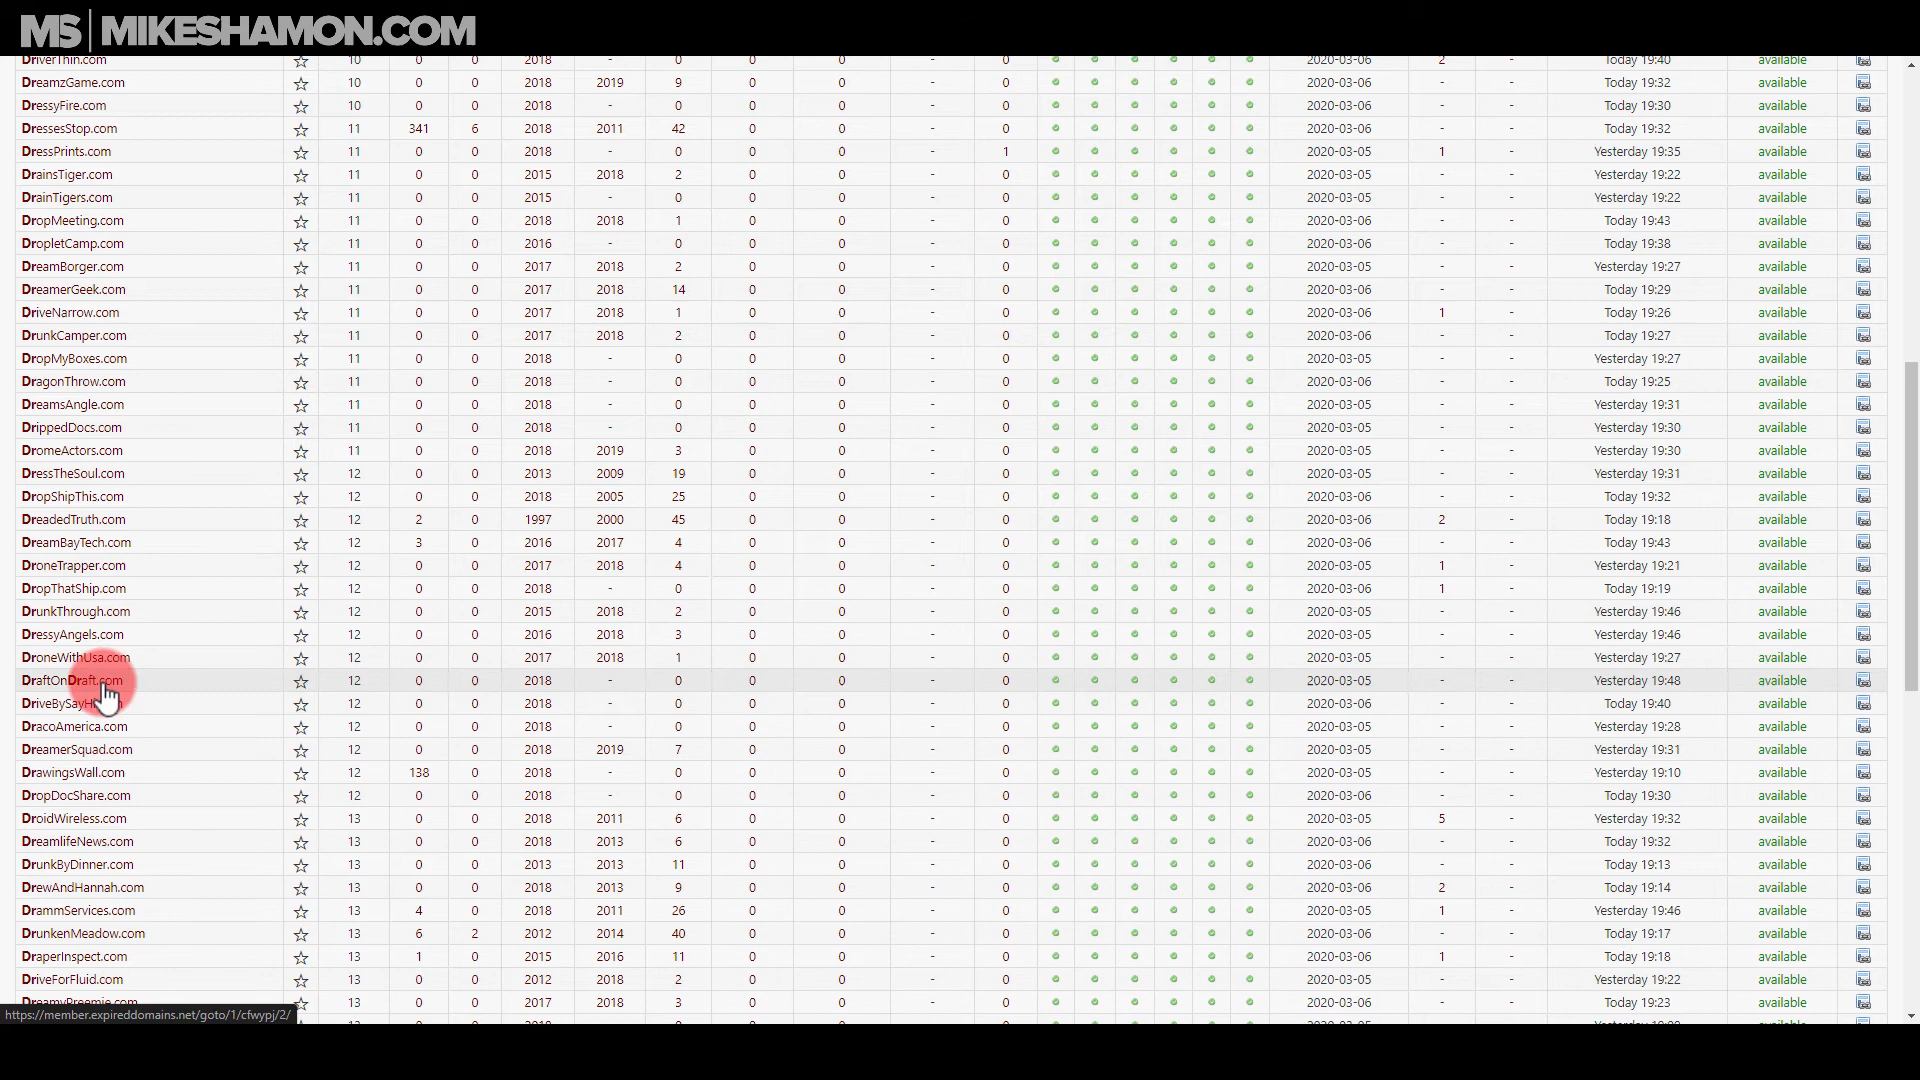 MS | MIKESHAMON.COM
DriverThin.com 10 0 0 2018 - 0 0 0 - 0 2020-03-06 2 - Today 19:40 available
DreamzGame.com 10 0 0 2018 2019 9 0 0 - 0 2020-03-06 - - Today 19:32 available
DressyFire.com 10 0 0 2018 - 0 0 0 - 0 2020-03-06 - - Today 19:30 available
DressesStop.com 11 341 6 2018 2011 42 0 0 - 0 2020-03-06 - - Today 19:32 available
DressPrints.com 11 0 0 2018 - 0 0 0 - 1 2020-03-05 1 - Yesterday 19:35 available
DrainsTiger.com 11 0 0 2015 2018 2 0 0 - 0 2020-03-05 - - Yesterday 19:22 available
DrainTigers.com 11 0 0 2015 - 0 0 0 - 0 2020-03-05 - - Yesterday 19:22 available
DropMeeting.com 11 0 0 2018 2018 1 0 0 - 0 2020-03-06 - - Today 19:43 available
DropletCamp.com 11 0 0 2016 - 0 0 0 - 0 2020-03-06 - - Today 19:38 available
DreamBorger.com 11 0 0 2017 2018 2 0 0 - 0 2020-03-05 - - Yesterday 19:27 available
DreamerGeek.com 11 0 0 2017 2018 14 0 0 - 0 2020-03-06 - - Today 19:29 available
DriveNarrow.com 11 0 0 2017 2018 1 0 0 - 0 2020-03-06 1 - Today 19:26 available
DrunkCamper.com 11 0 0 2017 2018 2 0 0 - 0 2020-03-06 - - Today 19:27 available
DropMyBoxes.com 11 0 0 2018 - 0 0 0 - 0 2020-03-05 - - Yesterday 19:27 available
DragonThrow.com 11 0 0 2018 - 0 0 0 - 0 2020-03-06 - - Today 19:25 available
DreamsAngle.com 11 0 0 2018 - 0 0 0 - 0 2020-03-05 - - Yesterday 19:31 available
DrippedDocs.com 11 0 0 2018 - 0 0 0 - 0 2020-03-05 - - Yesterday 19:30 available
DromeActors.com 11 0 0 2018 2019 3 0 0 - 0 2020-03-05 - - Yesterday 19:30 available
DressTheSoul.com 12 0 0 2013 2009 19 0 0 - 0 2020-03-05 - - Yesterday 19:31 available
DropShipThis.com 12 0 0 2018 2005 25 0 0 - 0 2020-03-06 - - Today 19:32 available
DreadedTruth.com 12 2 0 1997 2000 45 0 0 - 0 2020-03-06 2 - Today 19:18 available
DreamBayTech.com 12 3 0 2016 2017 4 0 0 - 0 2020-03-06 - - Today 19:43 available
DroneTrapper.com 12 0 0 2017 2018 4 0 0 - 0 2020-03-05 1 - Yesterday 19:21 available
DropThatShip.com 12 0 0 2018 - 0 0 0 - 0 2020-03-06 1 - Today 19:19 available
DrunkThrough.com 12 0 0 2015 2018 2 0 0 - 0 2020-03-05 - - Yesterday 19:46 available
DressyAngels.com 12 0 0 2016 2018 3 0 0 - 0 2020-03-05 - - Yesterday 19:46 available
DroneWithUsa.com 12 0 0 2017 2018 1 0 0 - 0 2020-03-05 - - Yesterday 19:27 available
DraftOnDraft.com 12 0 0 2018 - 0 0 0 - 0 2020-03-05 - - Yesterday 19:48 available
12 0 0 2018 - 0 0 0 - 0 2020-03-06 - - Today 19:40 available
DracoAmerica.com 12 0 0 2018 - 0 0 0 - 0 2020-03-05 - - Yesterday 19:28 available
DreamerSquad.com 12 0 0 2018 2019 7 0 0 - 0 2020-03-05 - - Yesterday 19:31 available
DrawingsWall.com 12 138 0 2018 - 0 0 0 - 0 2020-03-05 - - Yesterday 19:10 available
DropDocShare.com 12 0 0 2018 - 0 0 0 - 0 2020-03-06 - - Today 19:30 available
DroidWireless.com 13 0 0 2018 2011 6 0 0 - 0 2020-03-05 5 - Yesterday 19:32 available
DreamlifeNews.com 13 0 0 2018 2013 6 0 0 - 0 2020-03-06 - - Today 19:32 available
DrunkByDinner.com 13 0 0 2013 2013 11 0 0 - 0 2020-03-06 - - Today 19:13 available
DrewAndHannah.com 13 0 0 2018 2013 9 0 0 - 0 2020-03-06 2 - Today 19:14 available
DrammServices.com 13 4 0 2018 2011 26 0 0 - 0 2020-03-05 1 - Yesterday 19:46 available
DrunkenMeadow.com 13 6 2 2012 2014 40 0 0 - 0 2020-03-06 - - Today 19:17 available
DraperInspect.com 13 1 0 2015 2016 11 0 0 - 0 2020-03-06 1 - Today 19:18 available
DriveForFluid.com 13 0 0 2012 2018 2 0 0 - 0 2020-03-05 - - Yesterday 19:22 available
DreamyPreemie.com 13 0 0 2017 2018 3 0 0 - 0 2020-03-06 - - Today 19:23 available
https://member.expireddomains.net/goto/1/cfwypj/2/